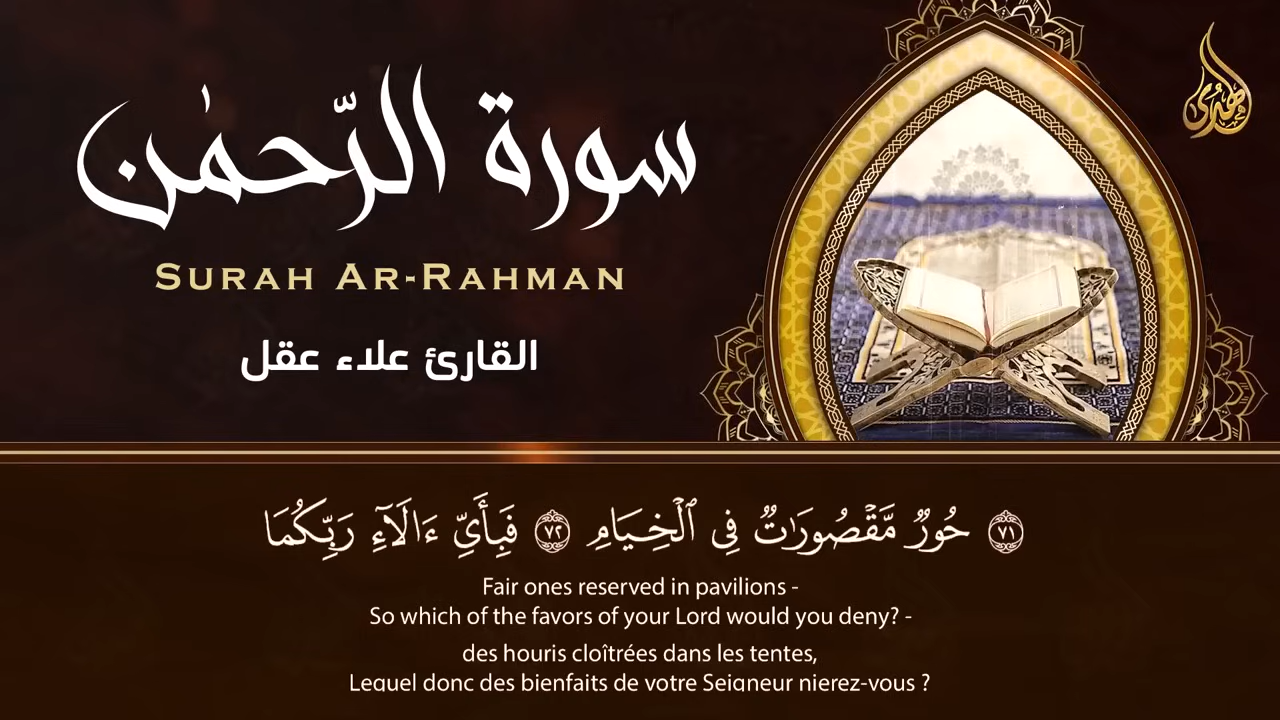 سورة الرّحمٰن
SURAH AR-RAHMAN
القارئ علاء عقل
هدى
۝٧١ حُورٌ مَّقْصُورَٰتٌ فِى ٱلْخِيَامِ ۝٧٢ فَبِأَىِّ ءَالَآءِ رَبِّكُمَا
Fair ones reserved in pavilions -
So which of the favors of your Lord would you deny? -
des houris cloîtrées dans les tentes,
Lequel donc des bienfaits de votre Seigneur nierez-vous ?